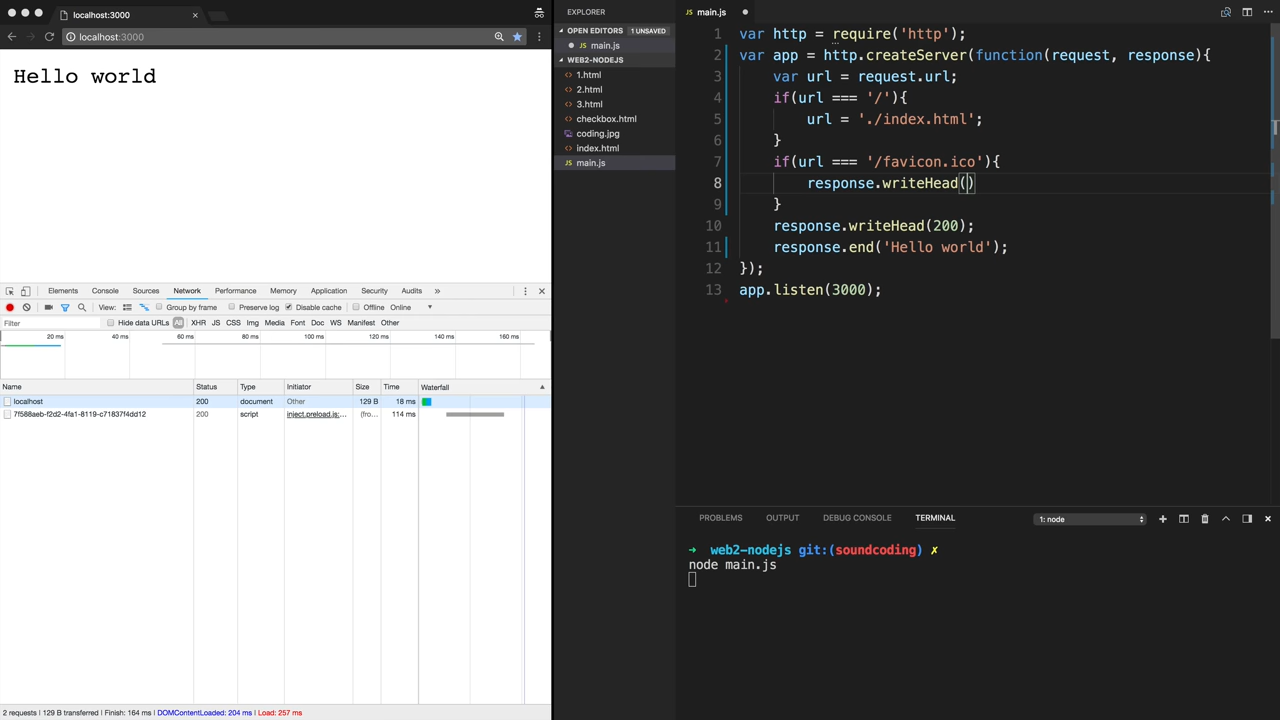 localhost:3000
localhost:3000
Hello world
Elements Console Sources Network Performance Memory Application Security Audits »
View: Group by frame Preserve log Disable cache Offline Online
Filter Hide data URLs All XHR JS CSS Img Media Font Doc WS Manifest Other
20 ms 40 ms 60 ms 80 ms 100 ms 120 ms 140 ms 160 ms
Name Status Type Initiator Size Time Waterfall
localhost 200 document Other 129 B 18 ms
7f588aeb-f2d2-4fa1-8119-c71837f4dd12 200 script inject.preload.js:... (fro... 114 ms
2 requests | 129 B transferred | Finish: 164 ms | DOMContentLoaded: 204 ms | Load: 257 ms
EXPLORER
OPEN EDITORS 1 UNSAVED
JS main.js
WEB2-NODEJS
<> 1.html
<> 2.html
<> 3.html
<> checkbox.html
coding.jpg
<> index.html
JS main.js
JS main.js
1 var http = require('http');
2 var app = http.createServer(function(request, response){
3 var url = request.url;
4 if(url === '/'){
5 url = './index.html';
6 }
7 if(url === '/favicon.ico'){
8 response.writeHead()
9 }
10 response.writeHead(200);
11 response.end('Hello world');
12 });
13 app.listen(3000);
PROBLEMS OUTPUT DEBUG CONSOLE TERMINAL 1: node
➜ web2-nodejs git:(soundcoding) ✗
node main.js